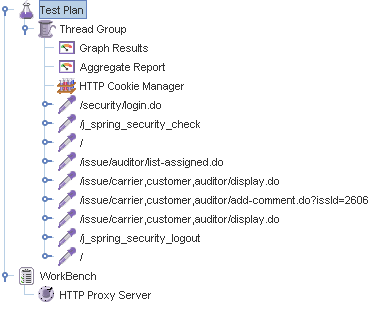 Test Plan
Thread Group
Graph Results
Aggregate Report
HTTP Cookie Manager
/security/login.do
/j_spring_security_check
/
/issue/auditor/list-assigned.do
/issue/carrier,customer,auditor/display.do
/issue/carrier,customer,auditor/add-comment.do?issId=2606
/issue/carrier,customer,auditor/display.do
/j_spring_security_logout
/
WorkBench
HTTP Proxy Server